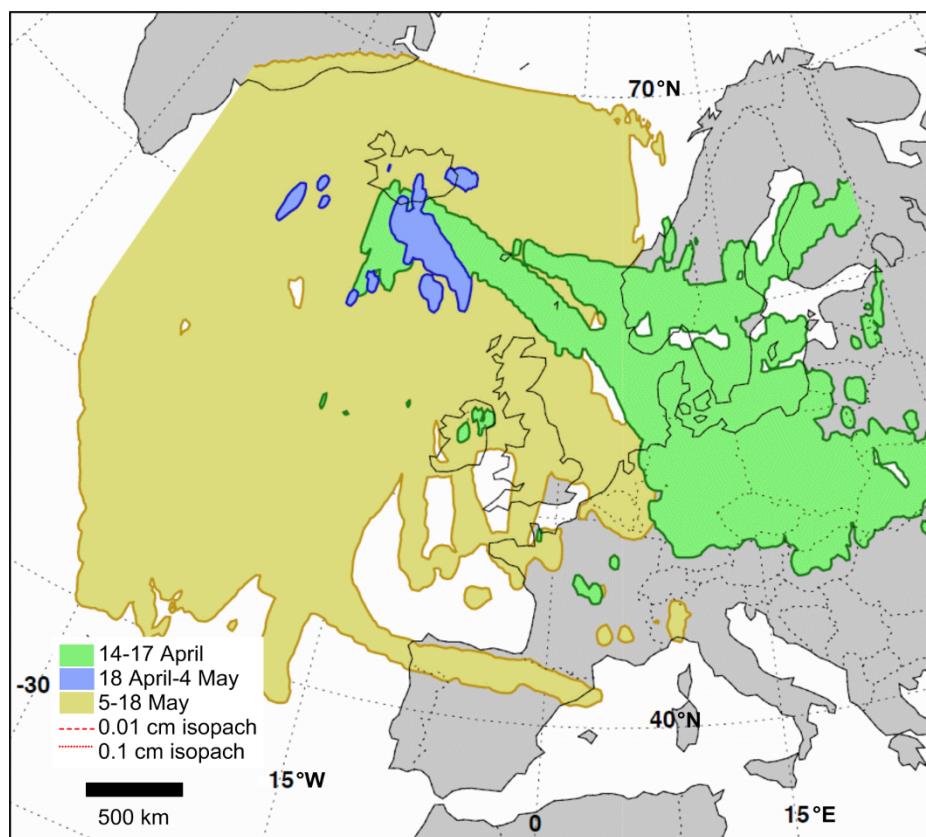 70°N
1
14-17 April
18 April-4 May
5-18 May
0.01 cm isopach
0.1 cm isopach
-30
40°N
15°W
15°E
500 km
0